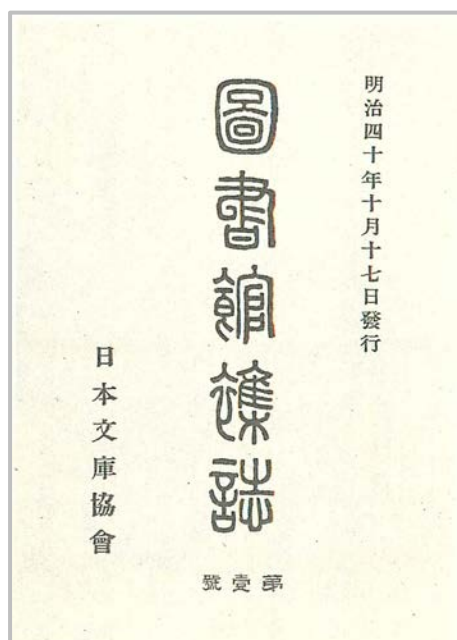 明治四十年十月十七日發行
圖書館襍誌
第壹號
日本文庫協會